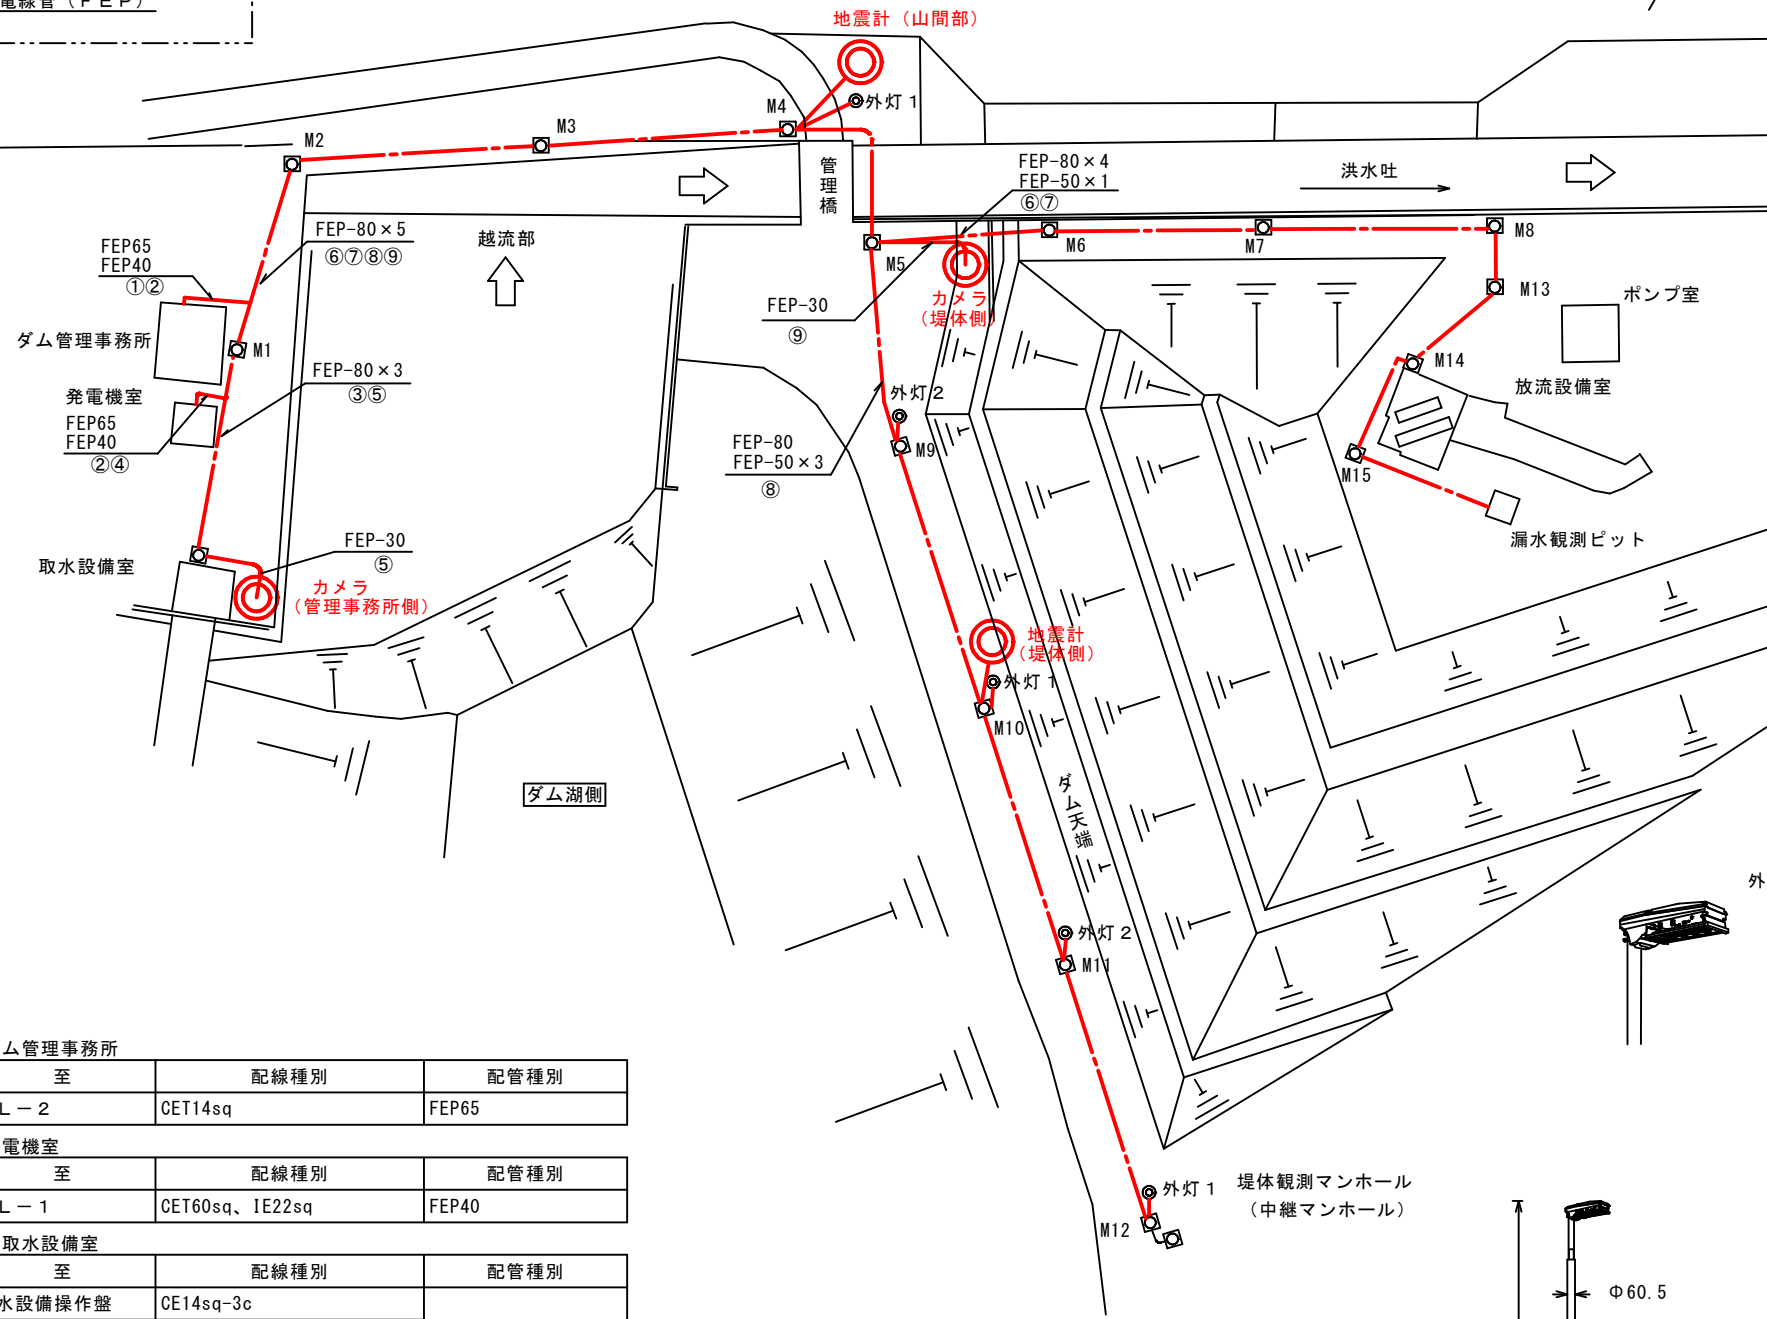 電線管（ＦＥＰ）
地震計（山間部）
外灯１
M4
M3
M2
管理橋
FEP-80×4
FEP-50×1
⑥⑦
洪水吐
FEP-80×5
⑥⑦⑧⑨
越流部
FEP65
FEP40
①②
M5
M6
M7
M8
M13
ポンプ室
カメラ
（堤体側）
FEP-30
⑨
ダム管理事務所
M1
M14
放流設備室
FEP-80×3
③⑤
発電機室
FEP65
FEP40
②④
外灯２
M9
FEP-80
FEP-50×3
⑧
M15
漏水観測ピット
FEP-30
⑤
取水設備室
カメラ
（管理事務所側）
地震計
（堤体側）
外灯１
M10
ダム湖側
ダム天端
外灯２
M11
外
外灯１
堤体観測マンホール
（中継マンホール）
M12
Φ60.5
ム管理事務所
至 配線種別 配管種別
Ｌ－２ CET14sq FEP65
電機室
至 配線種別 配管種別
Ｌ－１ CET60sq、IE22sq FEP40
取水設備室
至 配線種別 配管種別
水設備操作盤 CE14sq-3c